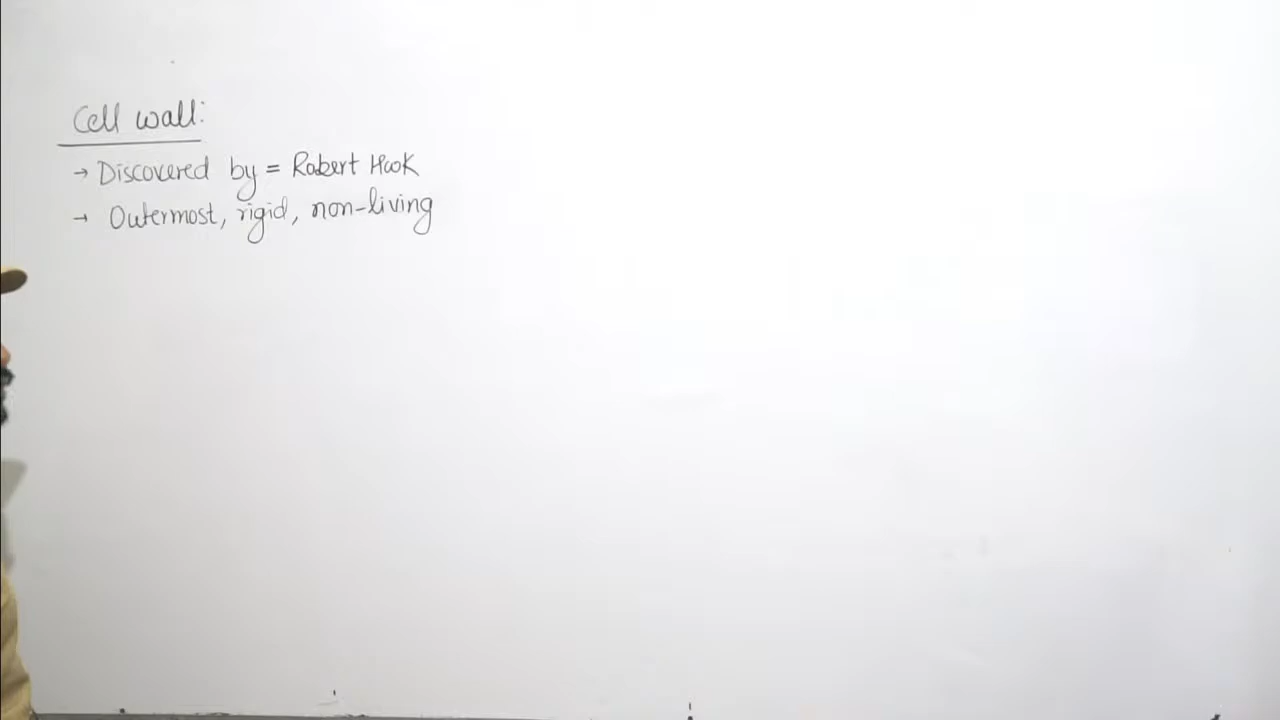 Cell wall:
→ Discovered by = Robert Hook
→ Outermost, rigid, non-living